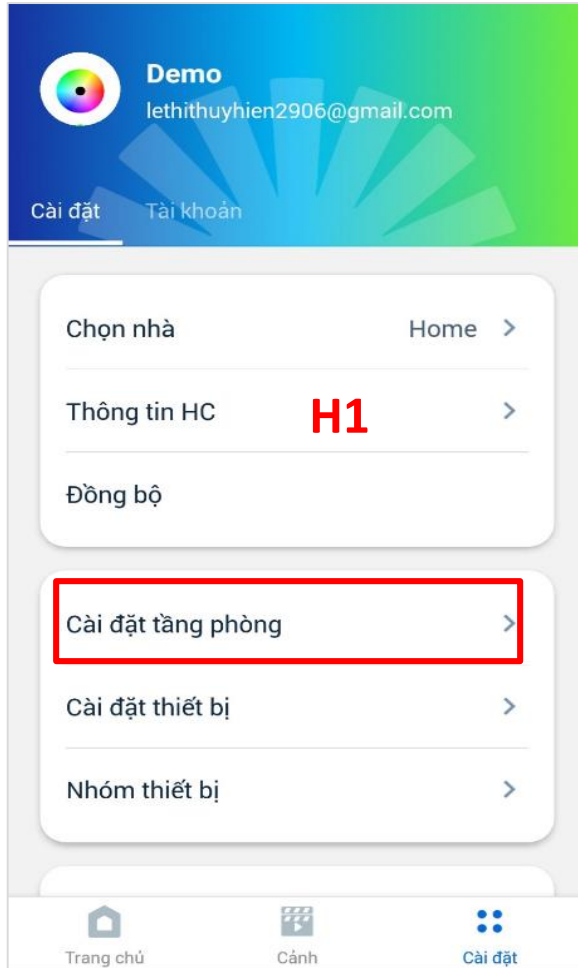 Demo
lethithuyhien2906@gmail.com
Cài đặt Tài khoản
Chọn nhà Home
Thông tin HC H1
Đồng bộ
Cài đặt tầng phòng
Cài đặt thiết bị
Nhóm thiết bị
Trang chủ Cảnh Cài đặt